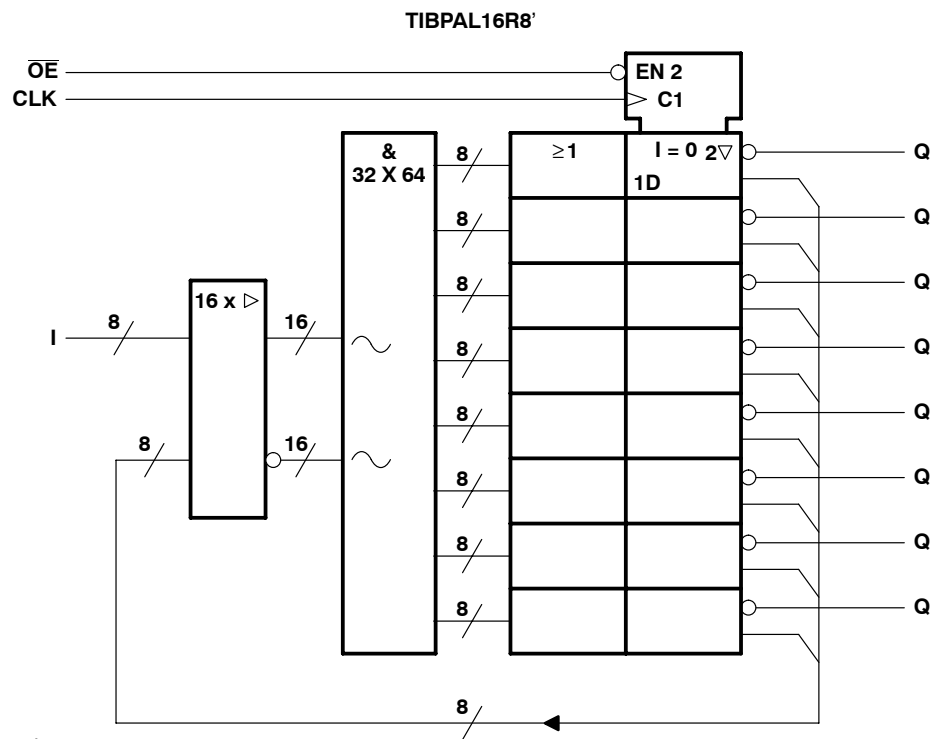 TIBPAL16R8’
OE
EN 2
CLK
C1
&
32 X 64
8
≥1
I = 0 2▽
1D
Q
8
Q
8
Q
8
Q
8
Q
8
Q
8
Q
8
Q
16 x ▷
I
8
16
8
16
8